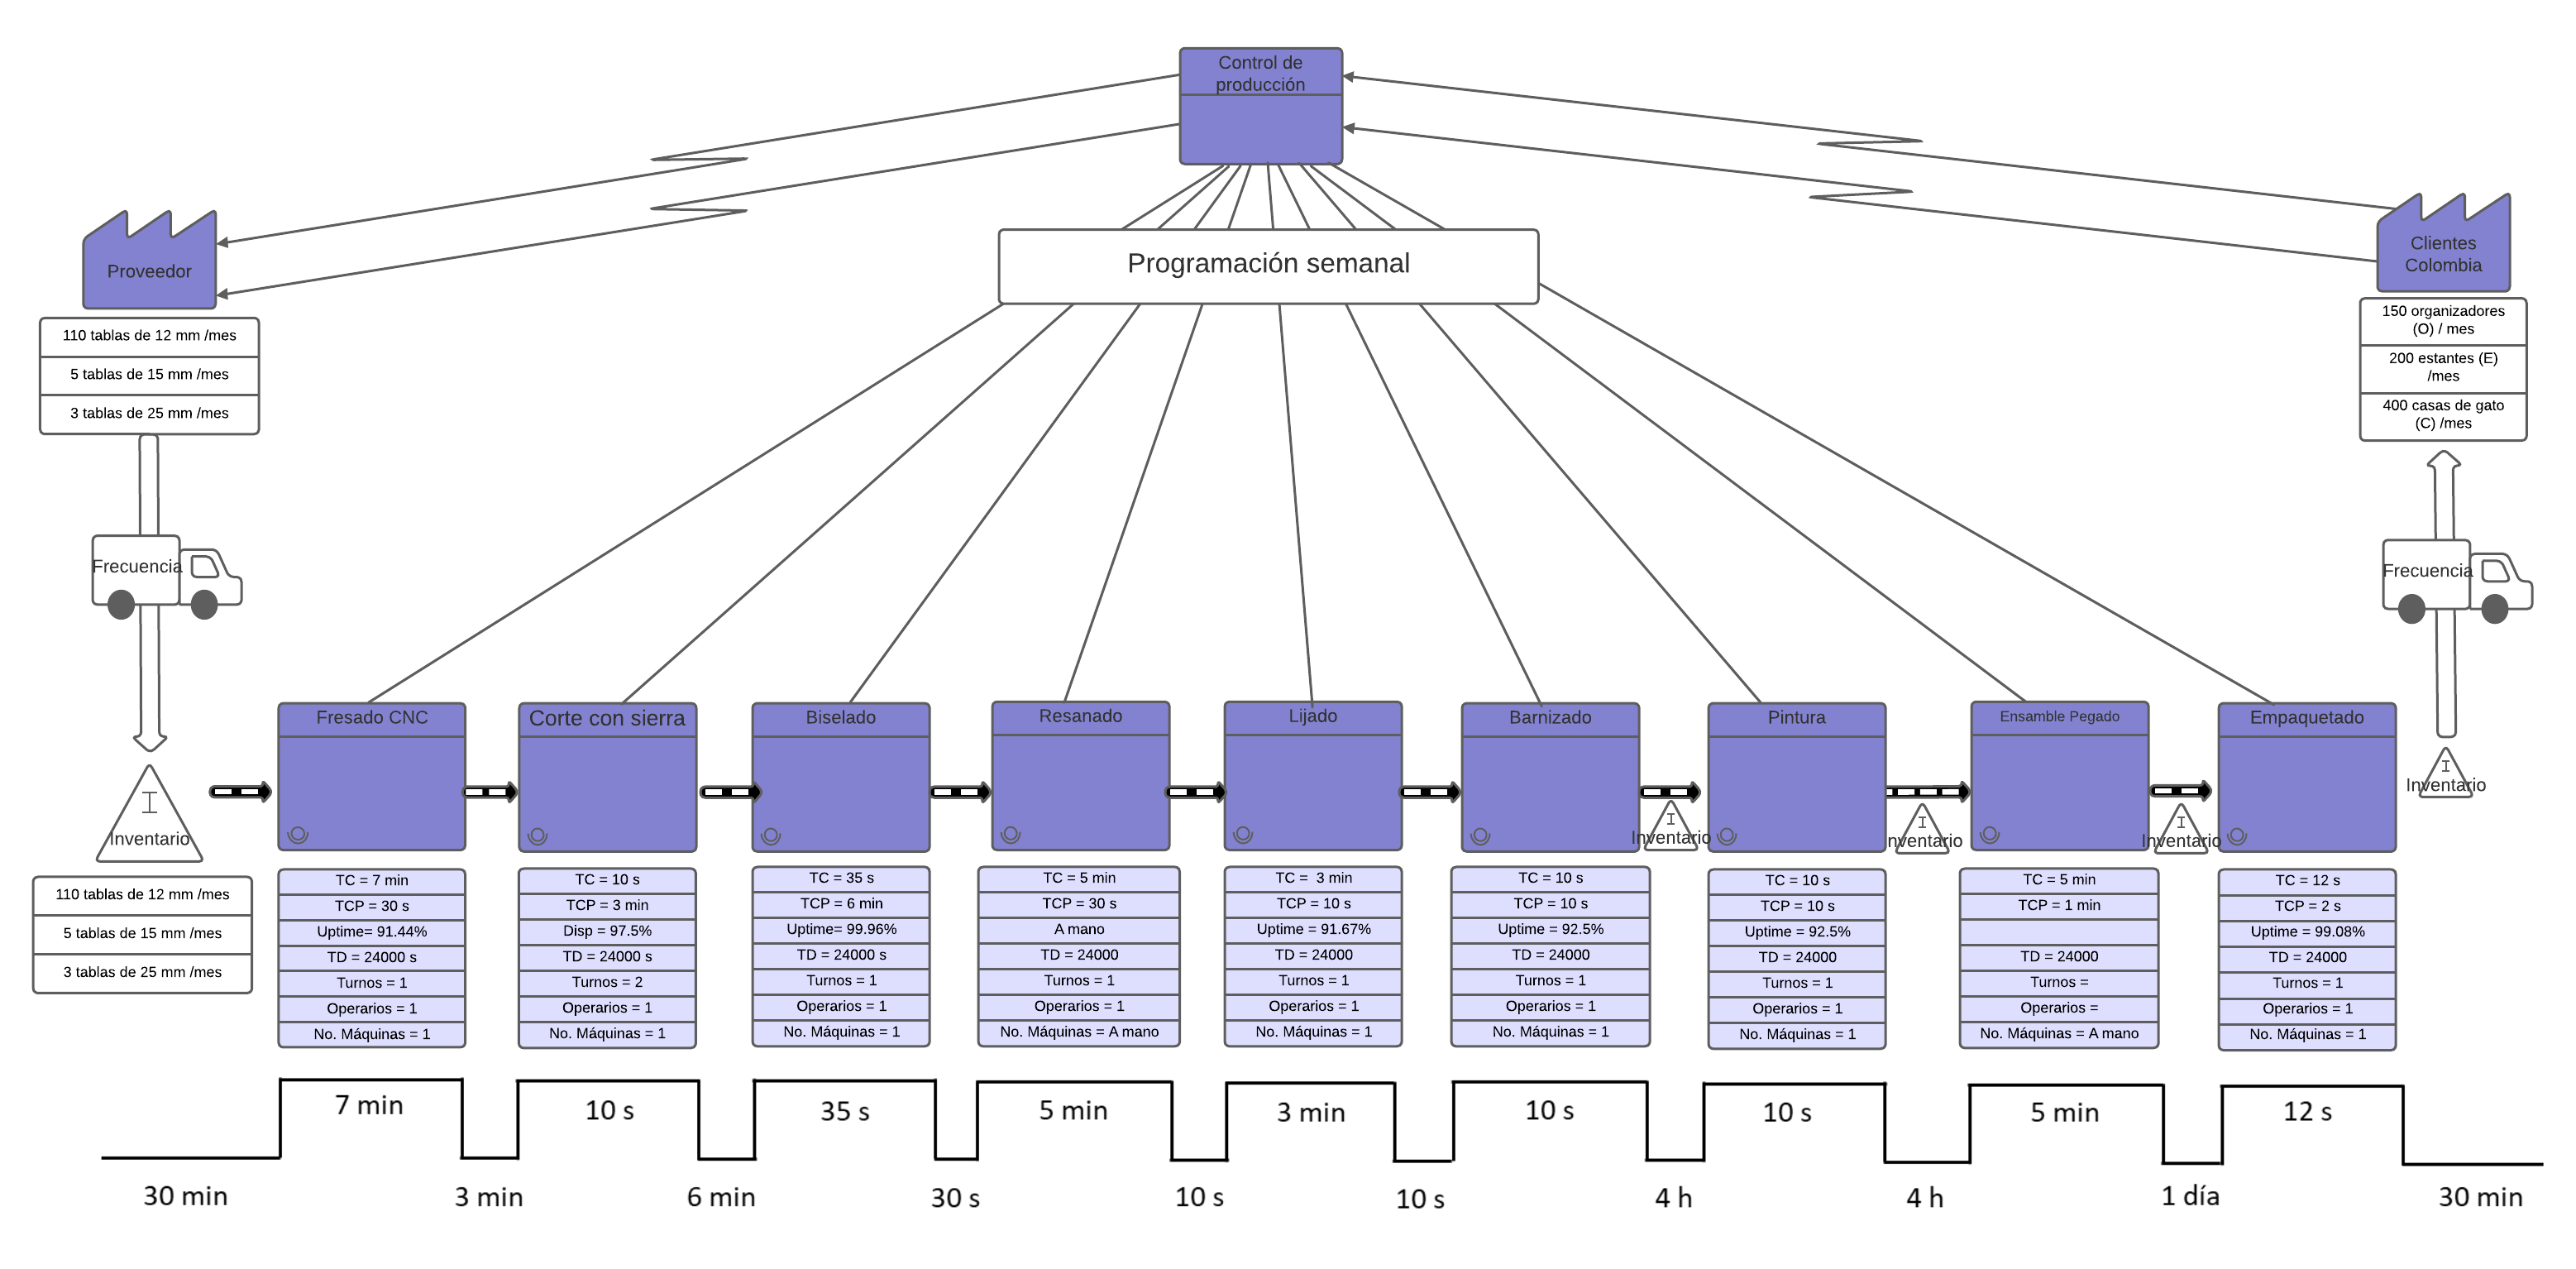 Control de
producción
Programación semanal
Proveedor
110 tablas de 12 mm /mes
5 tablas de 15 mm /mes
3 tablas de 25 mm /mes
Frecuencia
Inventario
110 tablas de 12 mm /mes
5 tablas de 15 mm /mes
3 tablas de 25 mm /mes
Clientes
Colombia
150 organizadores
(O) / mes
200 estantes (E)
/mes
400 casas de gato
(C) /mes
Frecuencia
Inventario
Fresado CNC
TC = 7 min
TCP = 30 s
Uptime= 91.44%
TD = 24000 s
Turnos = 1
Operarios = 1
No. Máquinas = 1
Corte con sierra
TC = 10 s
TCP = 3 min
Disp = 97.5%
TD = 24000 s
Turnos = 2
Operarios = 1
No. Máquinas = 1
Biselado
TC = 35 s
TCP = 6 min
Uptime= 99.96%
TD = 24000 s
Turnos = 1
Operarios = 1
No. Máquinas = 1
Resanado
TC = 5 min
TCP = 30 s
A mano
TD = 24000
Turnos = 1
Operarios = 1
No. Máquinas = A mano
Lijado
TC = 3 min
TCP = 10 s
Uptime = 91.67%
TD = 24000
Turnos = 1
Operarios = 1
No. Máquinas = 1
Barnizado
TC = 10 s
TCP = 10 s
Uptime = 92.5%
TD = 24000
Turnos = 1
Operarios = 1
No. Máquinas = 1
Inventario
Pintura
TC = 10 s
TCP = 10 s
Uptime = 92.5%
TD = 24000
Turnos = 1
Operarios = 1
No. Máquinas = 1
Inventario
Ensamble Pegado
TC = 5 min
TCP = 1 min
TD = 24000
Turnos =
Operarios =
No. Máquinas = A mano
Inventario
Empaquetado
TC = 12 s
TCP = 2 s
Uptime = 99.08%
TD = 24000
Turnos = 1
Operarios = 1
No. Máquinas = 1
7 min
10 s
35 s
5 min
3 min
10 s
10 s
5 min
12 s
30 min
3 min
6 min
30 s
10 s
10 s
4 h
4 h
1 día
30 min